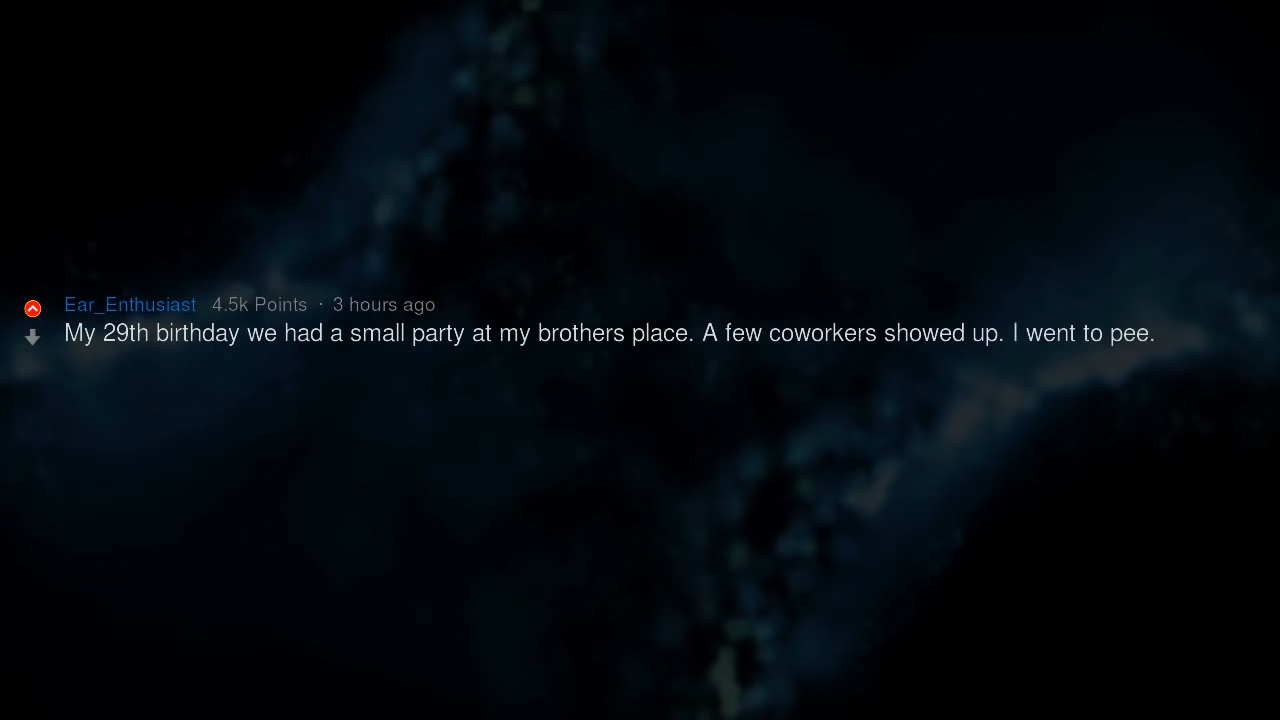 Ear_Enthusiast 4.5k Points · 3 hours ago
My 29th birthday we had a small party at my brothers place. A few coworkers showed up. I went to pee.